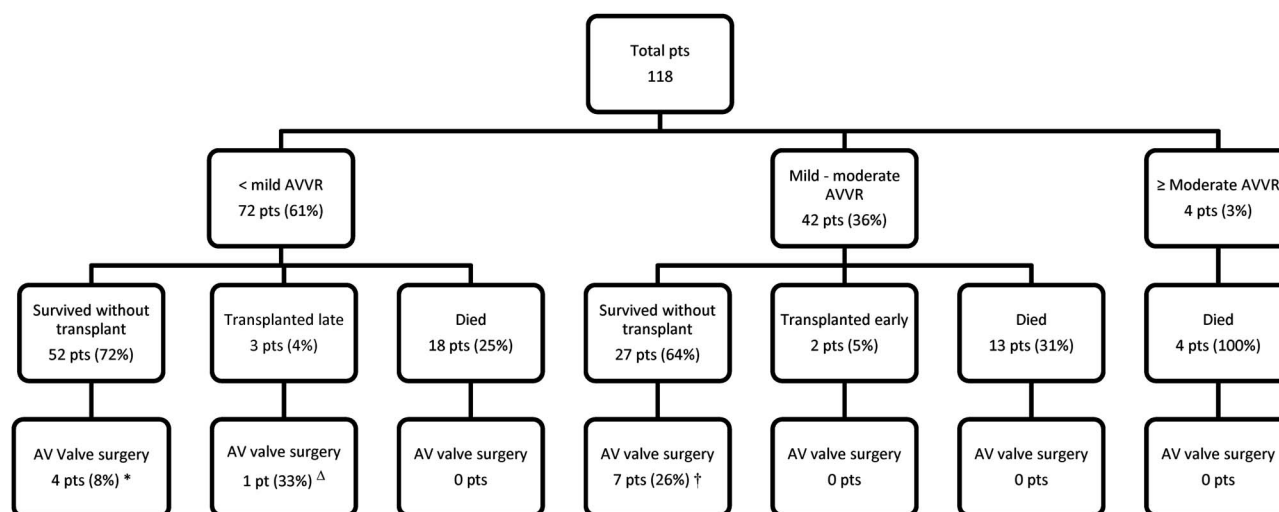 Total pts
118
< mild AVVR
72 pts (61%)
Mild - moderate
AVVR
42 pts (36%)
≥ Moderate AVVR
4 pts (3%)
Survived without
transplant
52 pts (72%)
Transplanted late
3 pts (4%)
Died
18 pts (25%)
Survived without
transplant
27 pts (64%)
Transplanted early
2 pts (5%)
Died
13 pts (31%)
Died
4 pts (100%)
AV Valve surgery
4 pts (8%) *
AV valve surgery
1 pt (33%) Δ
AV valve surgery
0 pts
AV valve surgery
7 pts (26%) †
AV valve surgery
0 pts
AV valve surgery
0 pts
AV valve surgery
0 pts